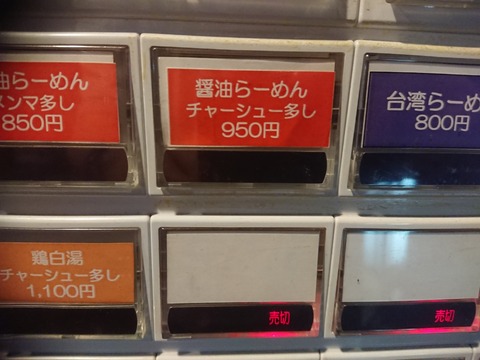 油らーめん
メンマ多し
850円
醤油らーめん
チャーシュー多し
950円
台湾らーめ
800円
鶏白湯
チャーシュー多し
1,100円
売切
売切